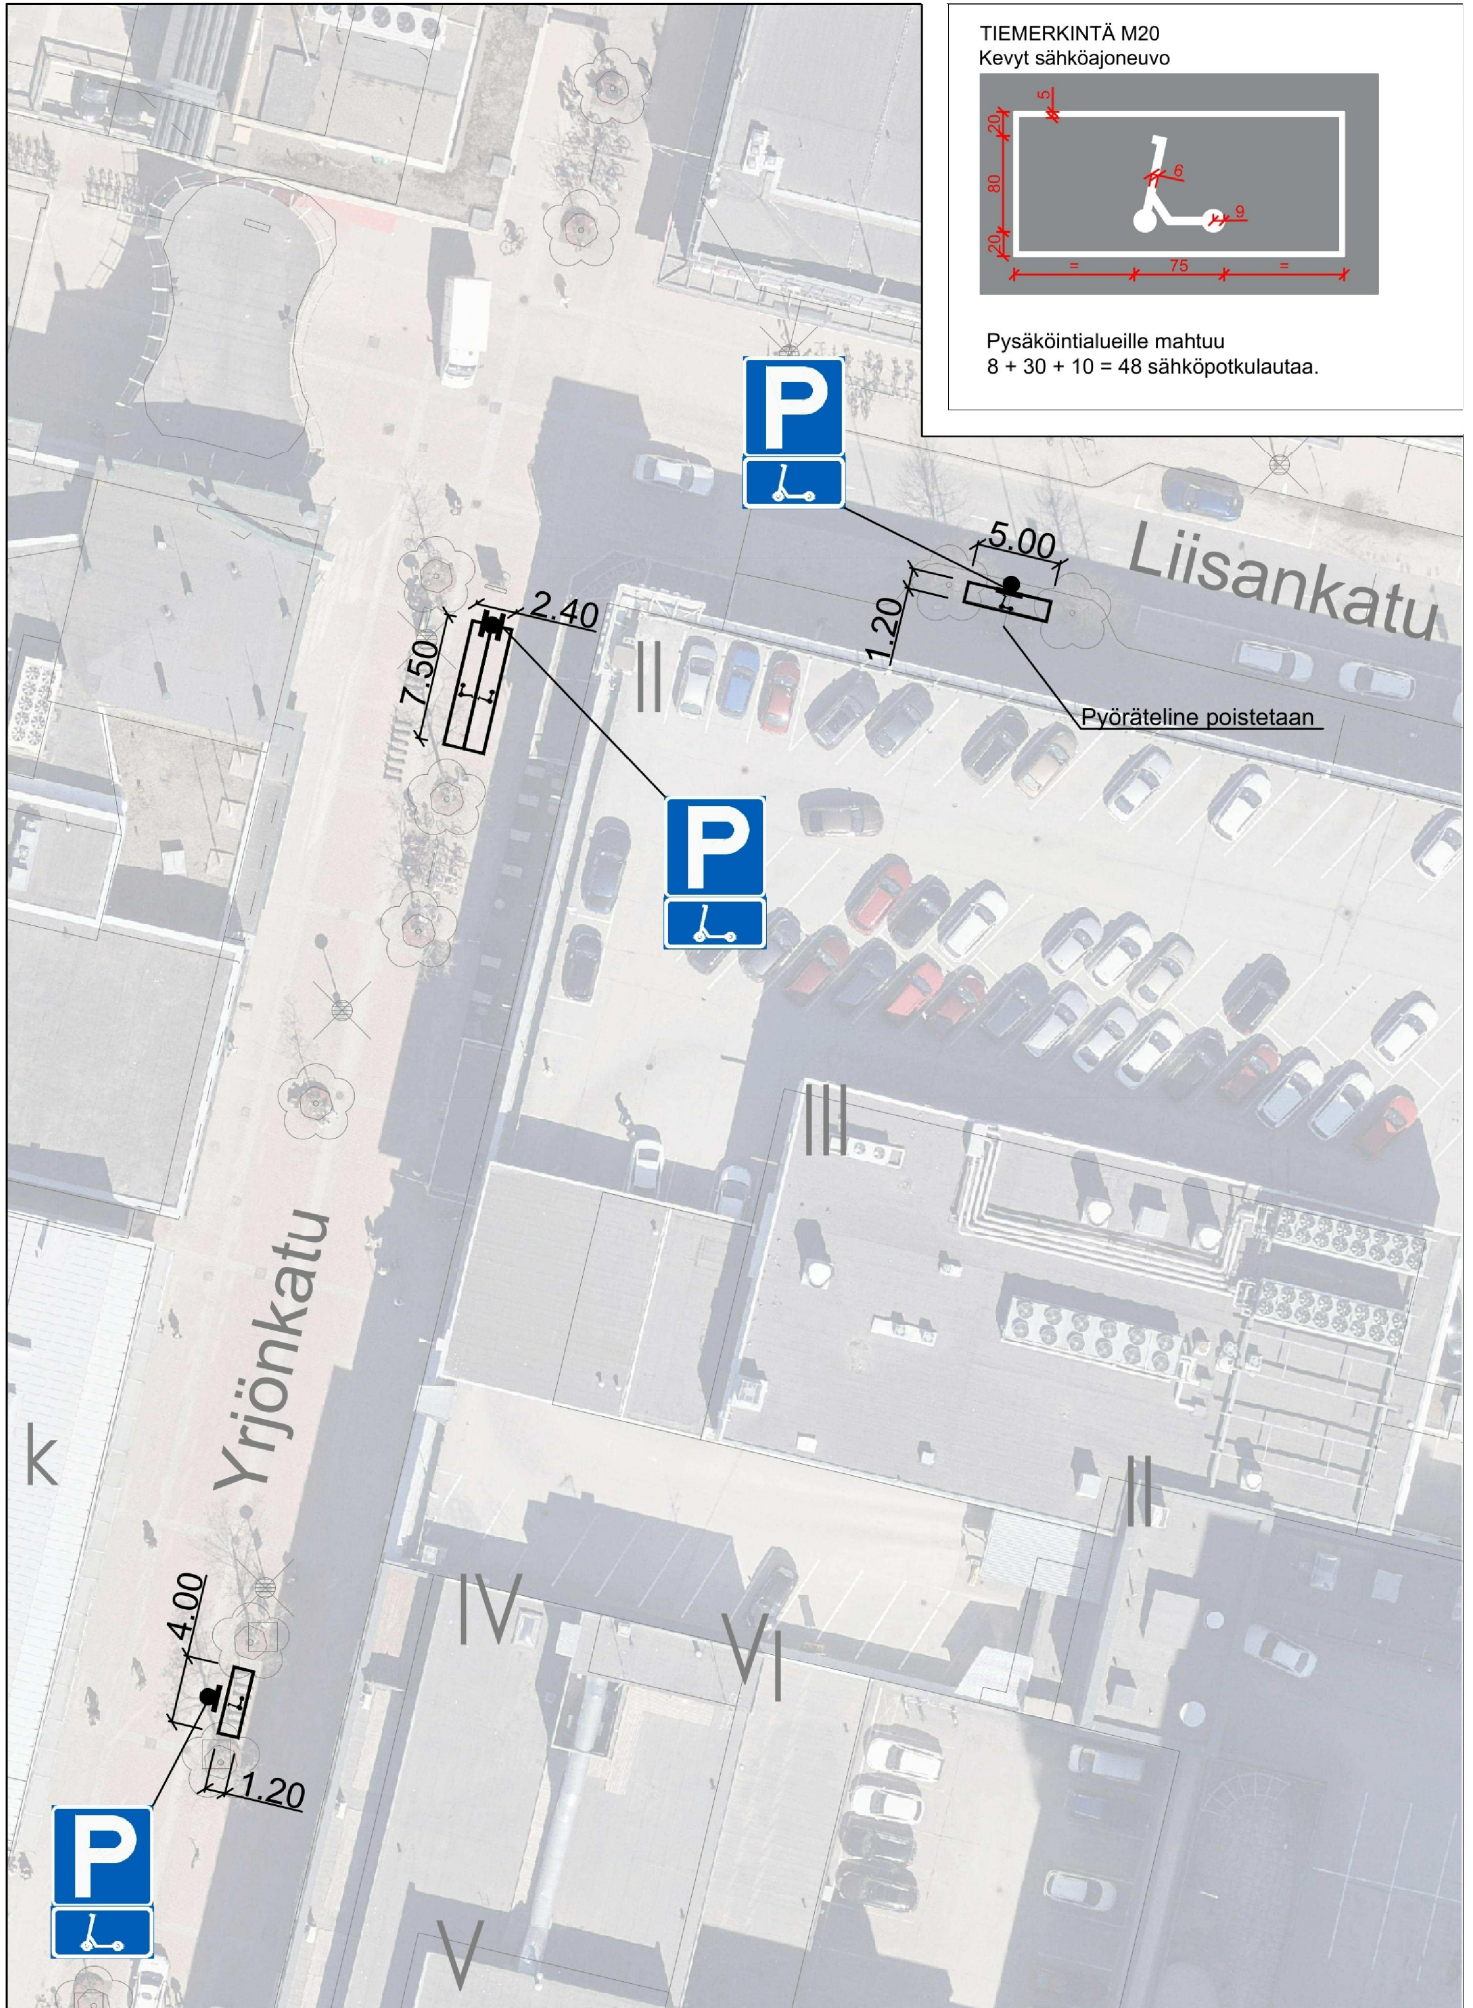 TIEMERKINTÄ M20
Kevyt sähköajoneuvo
5
20
80
20
6
9
=
75
=
Pysäköintialueille mahtuu
8 + 30 + 10 = 48 sähköpotkulautaa.
P
5.00
1.20
Liisankatu
2.40
7.50
II
Pyöräteline poistetaan
P
III
Yrjönkatu
k
II
IV
VI
4.00
1.20
P
V